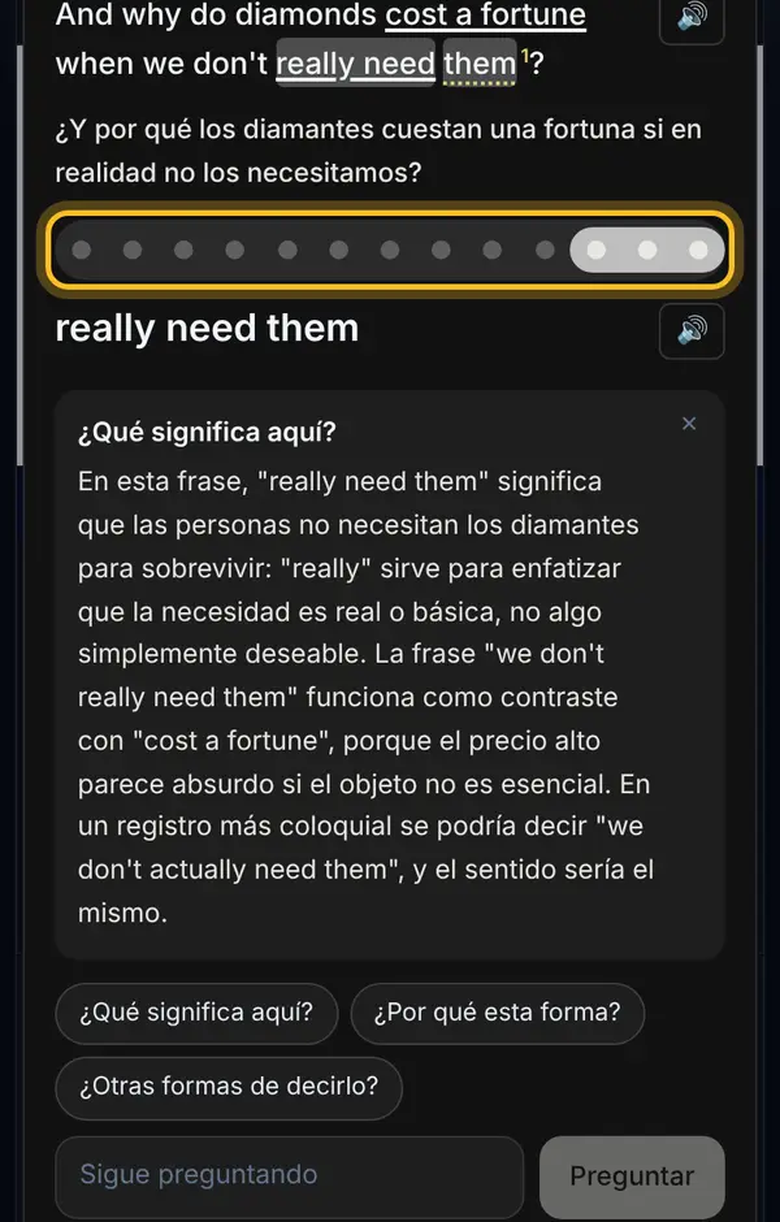 And why do diamonds cost a fortune
when we don't really need them¹?
¿Y por qué los diamantes cuestan una fortuna si en
realidad no los necesitamos?
really need them
¿Qué significa aquí?
×
En esta frase, "really need them" significa
que las personas no necesitan los diamantes
para sobrevivir: "really" sirve para enfatizar
que la necesidad es real o básica, no algo
simplemente deseable. La frase "we don't
really need them" funciona como contraste
con "cost a fortune", porque el precio alto
parece absurdo si el objeto no es esencial. En
un registro más coloquial se podría decir "we
don't actually need them", y el sentido sería el
mismo.
¿Qué significa aquí? ¿Por qué esta forma?
¿Otras formas de decirlo?
Sigue preguntando Preguntar